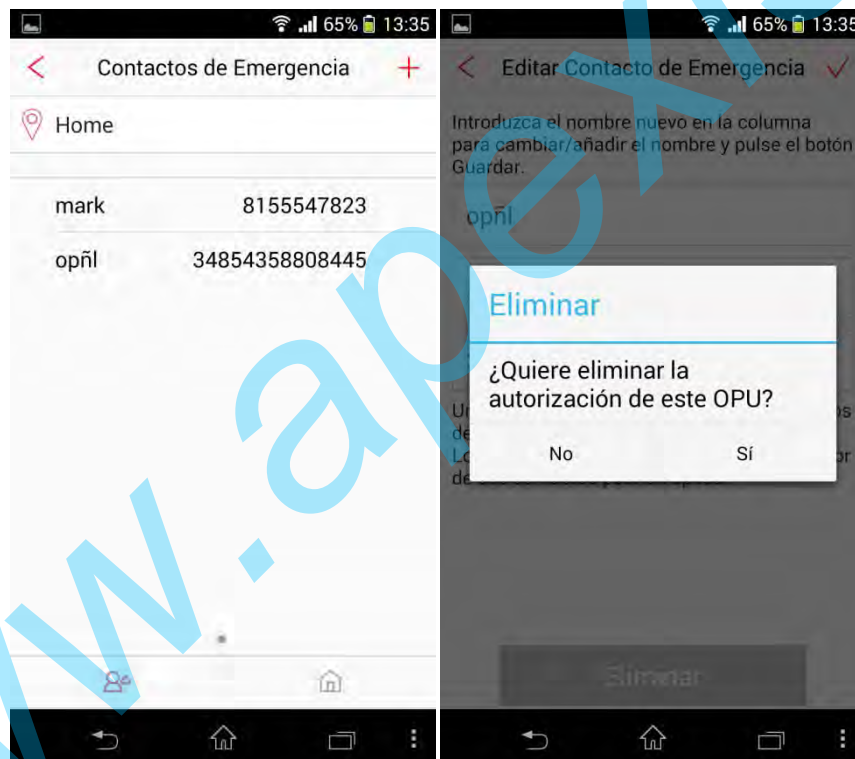 65% 13:35
Contactos de Emergencia +
Home
mark 8155547823
opñl 34854358808445
65% 13:35
Editar Contacto de Emergencia
Introduzca el nombre nuevo en la columna
para cambiar/añadir el nombre y pulse el botón
Guardar.
opñl
Eliminar
¿Quiere eliminar la
autorización de este OPU?
No Sí
Eliminar
w.apexis